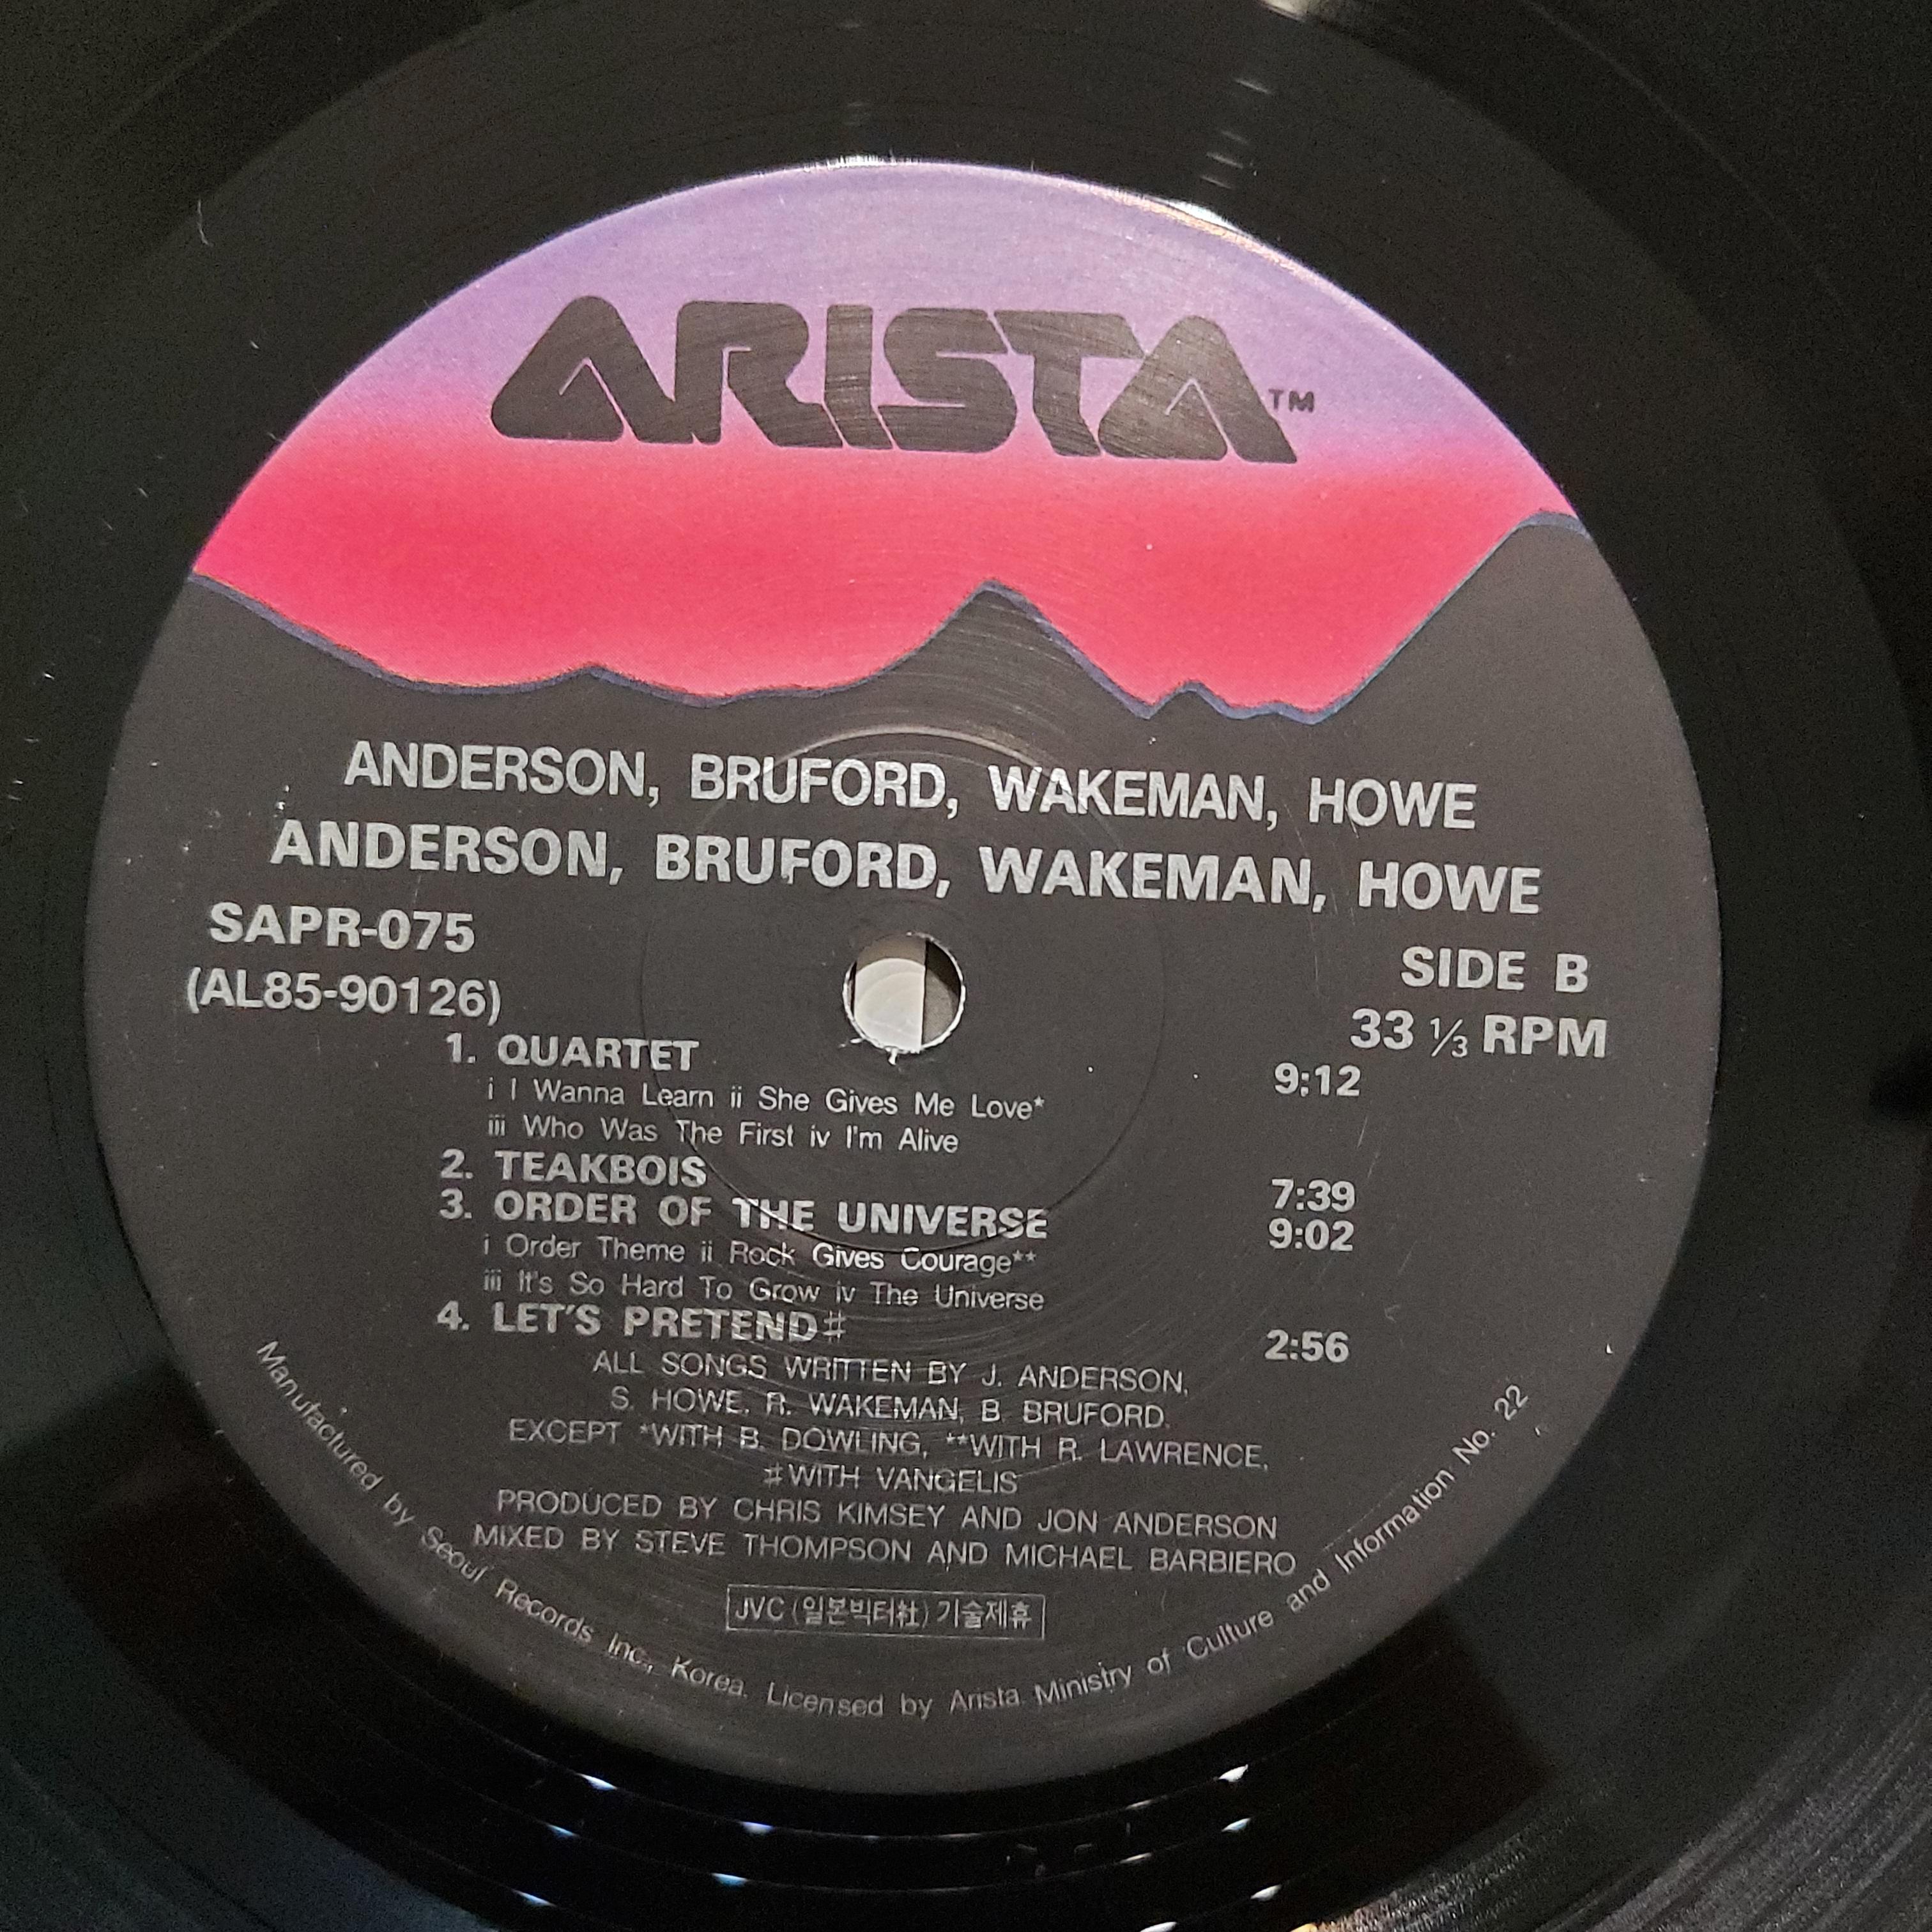 ARISTA™
ANDERSON, BRUFORD, WAKEMAN, HOWE
ANDERSON, BRUFORD, WAKEMAN, HOWE
SAPR-075
(AL85-90126)
SIDE B
33 ⅓ RPM
1. QUARTET 9:12
i I Wanna Learn ii She Gives Me Love*
iii Who Was The First iv I'm Alive
2. TEAKBOIS 7:39
3. ORDER OF THE UNIVERSE 9:02
i Order Theme ii Rock Gives Courage**
iii It's So Hard To Grow iv The Universe
4. LET'S PRETEND# 2:56
ALL SONGS WRITTEN BY J. ANDERSON,
S. HOWE, R. WAKEMAN, B. BRUFORD.
EXCEPT *WITH B. DOWLING, **WITH R. LAWRENCE,
#WITH VANGELIS
PRODUCED BY CHRIS KIMSEY AND JON ANDERSON
MIXED BY STEVE THOMPSON AND MICHAEL BARBIERO
JVC (일본빅터社) 기술제휴
Manufactured by Seoul Records Inc., Korea. Licensed by Arista. Ministry of Culture and Information No. 22